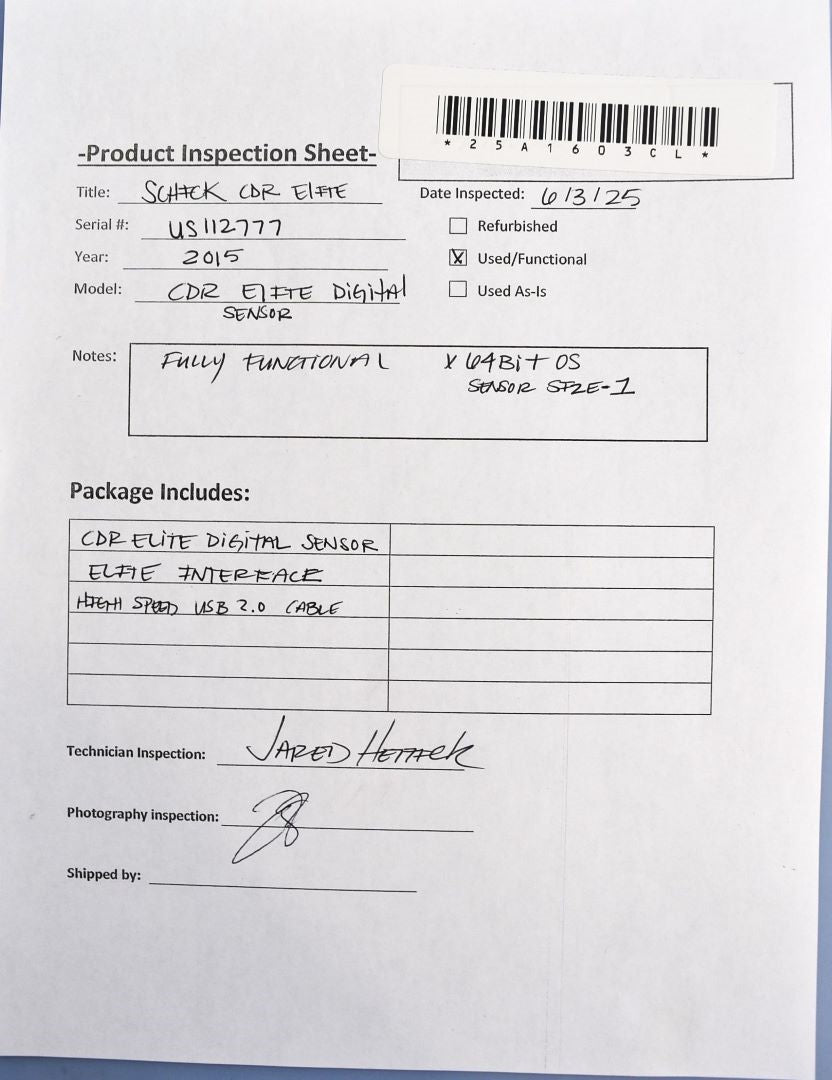 * 2 5 A 1 6 0 3 C L *
-Product Inspection Sheet-
Title: SCHICK CDR ELITE
Date Inspected: 6/3/25
Serial #: US112777
Refurbished
Year: 2015
X Used/Functional
Model: CDR ELITE DIGITAL
SENSOR
Used As-Is
Notes: FULLY FUNCTIONAL X 64BIT OS
SENSOR SIZE-1
Package Includes:
CDR ELITE DIGITAL SENSOR
ELITE INTERFACE
HIGH SPEED USB 2.0 CABLE
Technician Inspection: JARED
Photography inspection:
Shipped by: